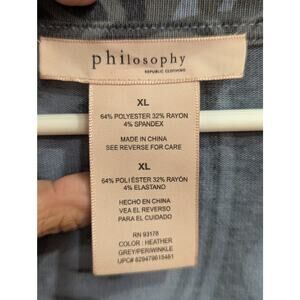 philosophy
REPUBLIC CLOTHING
XL
64% POLYESTER 32% RAYON
4% SPANDEX
MADE IN CHINA
SEE REVERSE FOR CARE
XL
64% POLIÉSTER 32% RAYÓN
4% ELASTANO
HECHO EN CHINA
VEA EL REVERSO
PARA EL CUIDADO
RN 93178
COLOR : HEATHER
GREY/PERIWINKLE
UPC# 829479615481